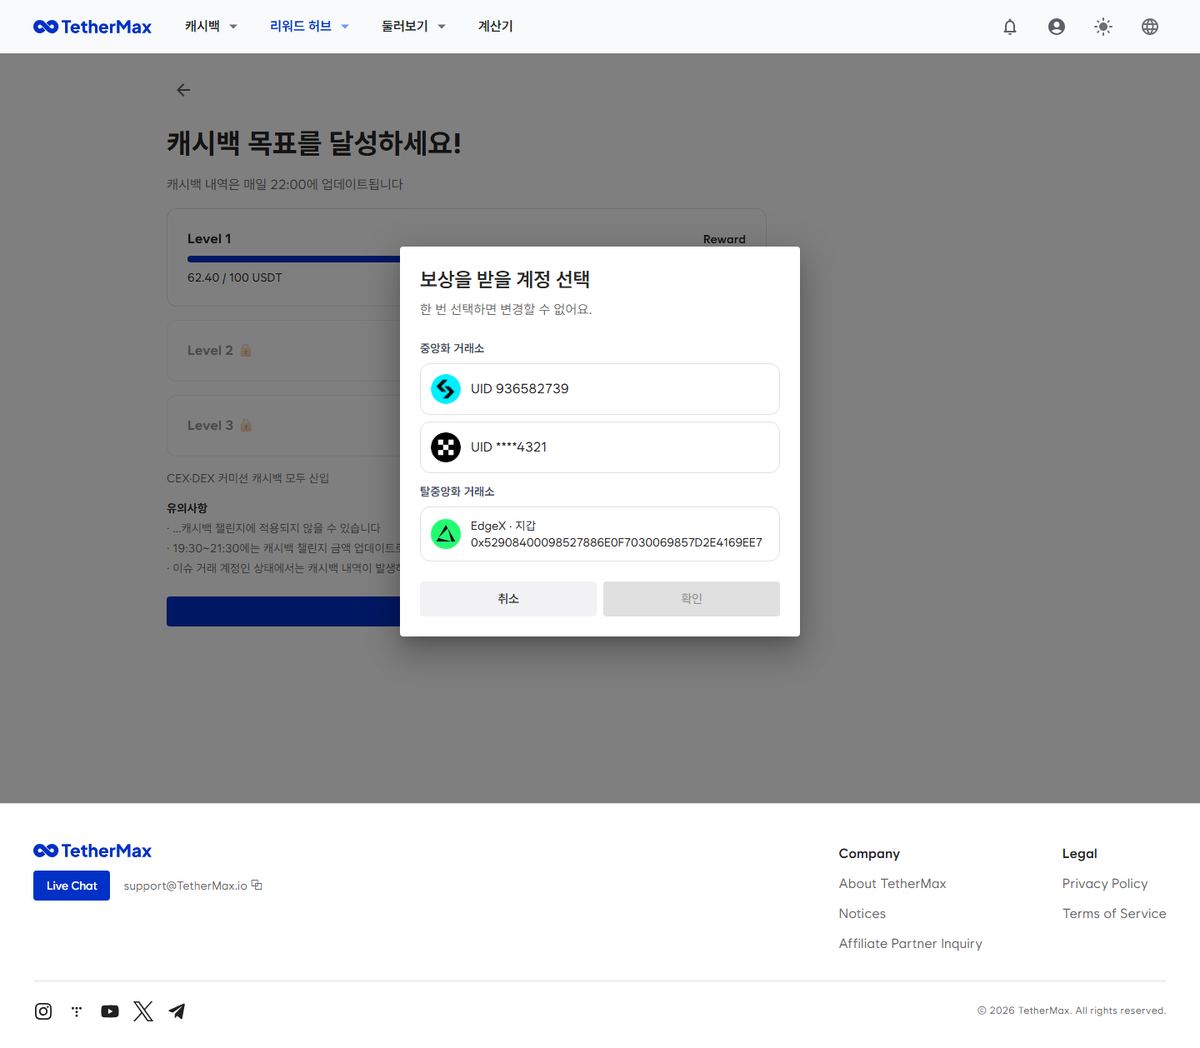 TetherMax
캐시백
리워드 허브
둘러보기
계산기
캐시백 목표를 달성하세요!
캐시백 내역은 매일 22:00에 업데이트됩니다
Level 1
Reward
62.40 / 100 USDT
Level 2
Level 3
CEX·DEX 커미션 캐시백 모두 산입
유의사항
· ...캐시백 챌린지에 적용되지 않을 수 있습니다
· 19:30~21:30에는 캐시백 챌린지 금액 업데이트
· 이슈 거래 계정인 상태에서는 캐시백 내역이 발생
보상을 받을 계정 선택
한 번 선택하면 변경할 수 없어요.
중앙화 거래소
UID 936582739
UID ****4321
탈중앙화 거래소
EdgeX · 지갑
0x52908400098527886E0F7030069857D2E4169EE7
취소
확인
TetherMax
Live Chat
support@TetherMax.io
Company
About TetherMax
Notices
Affiliate Partner Inquiry
Legal
Privacy Policy
Terms of Service
© 2026 TetherMax. All rights reserved.